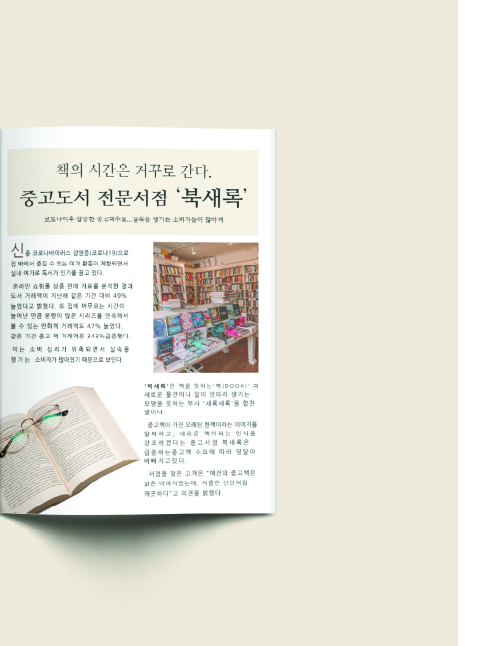 책의 시간은 거꾸로 간다.
중고도서 전문서점 ‘북새록’
코로나이후 급증한 중고책수요...실속을 챙기는 소비자들이 많아져
신종 코로나바이러스 감염증(코로나19)으로
집 밖에서 즐길 수 있는 여가 활동이 제한되면서
실내 여가로 독서가 인기를 끌고 있다.
온라인 쇼핑몰 상품 판매 자료를 분석한 결과
도서 거래액이 지난해 같은 기간 대비 49%
늘었다고 밝혔다. 또 집에 머무르는 시간이
늘어난 만큼 분량이 많은 시리즈를 연속해서
볼 수 있는 만화책 거래액도 47% 늘었다.
같은 기간 중고 책 거래액은 343%급증했다.
이는 소비 심리가 위축되면서 실속을
챙기는 소비자가 많아졌기 때문으로 보인다.
'북새록'은 책을 뜻하는'북(BOOK)' 과
새로운 물건이나 일이 잇따라 생기는
모양을 뜻하는 부사 '새록새록'을 합친
말이다.
중고책이 가진 오래된 헌책이라는 이미지를
탈피하고, 새로운 책이라는 인식을
강조하겠다는 중고서점 북새록은
급증하는중고책 수요에 따라 덩달아
바빠지고있다.
서점을 찾은 고객은 "예전의 중고책은
낡은 이미지였는데, 지금은 신간처럼
깨끗하다"고 의견을 밝혔다.